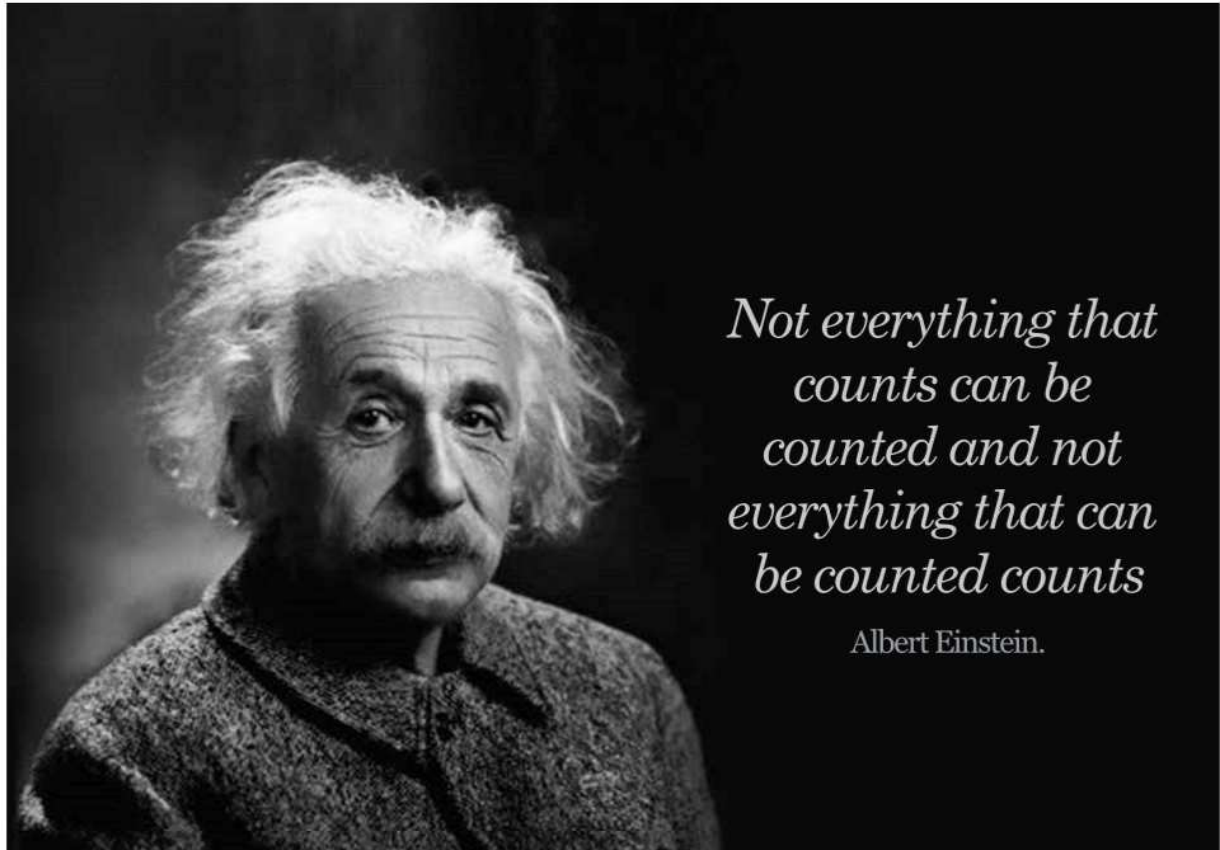 Not everything that
counts can be
counted and not
everything that can
be counted counts
Albert Einstein.